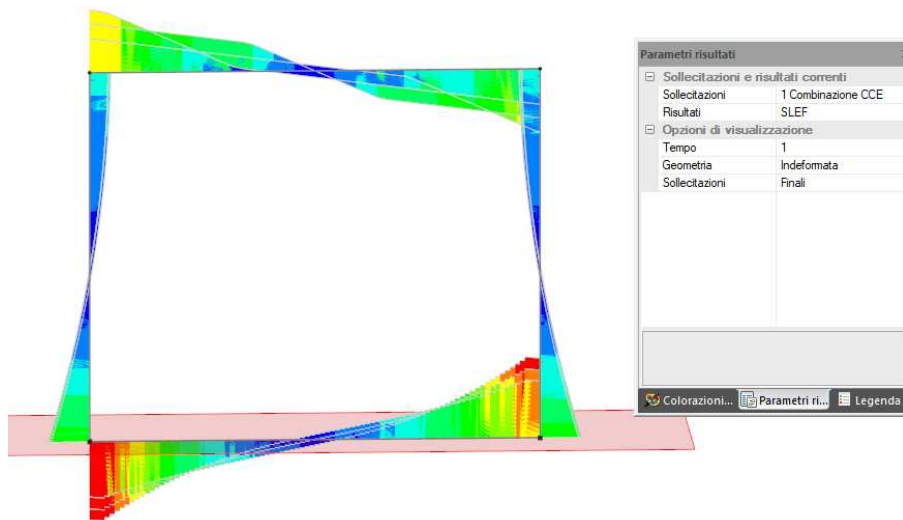 Parametri risultati
Sollecitazioni e risultati correnti
Sollecitazioni 1 Combinazione CCE
Risultati SLEF
Opzioni di visualizzazione
Tempo 1
Geometria Indeformata
Sollecitazioni Finali
Colorazioni... Parametri ri... Legenda